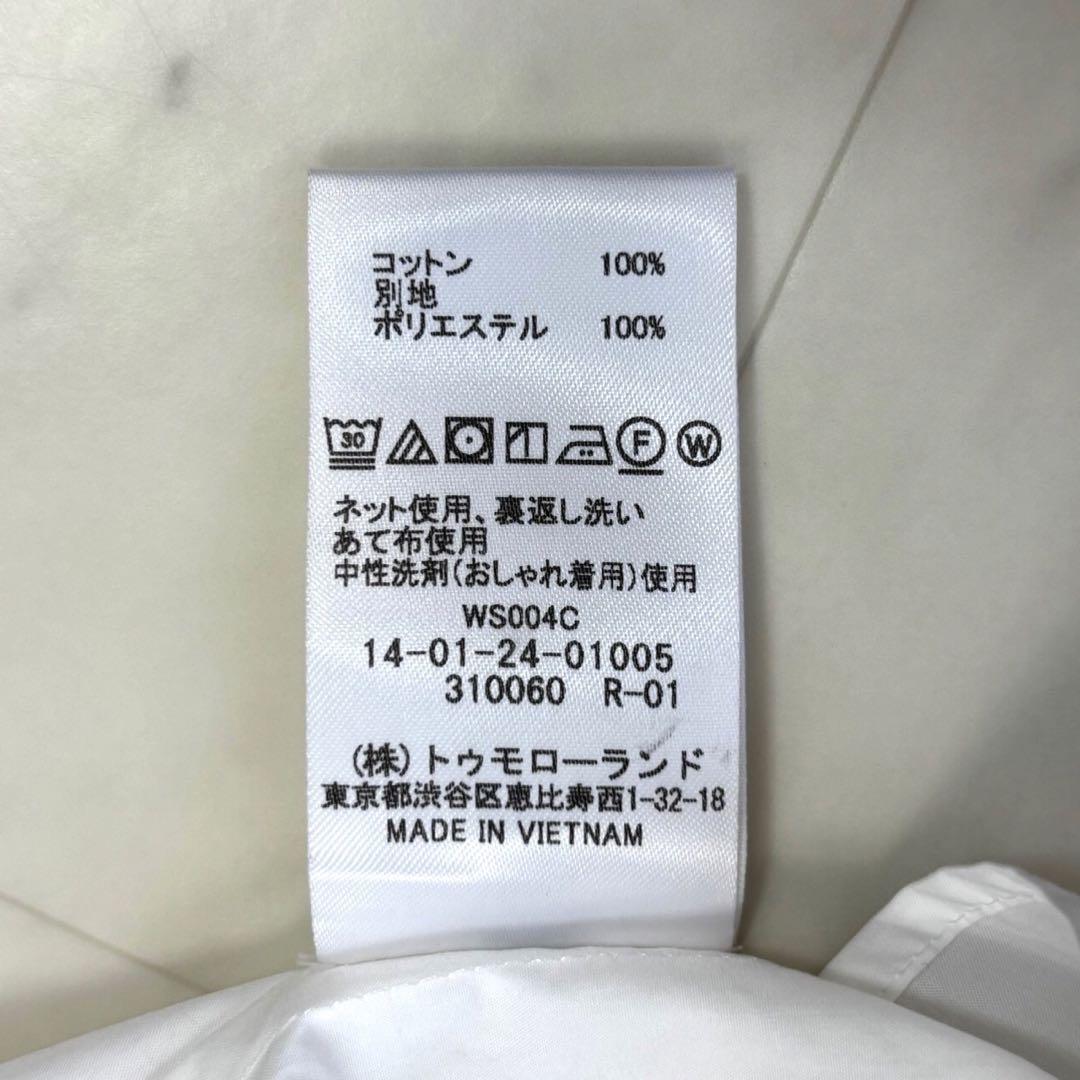 コットン 100%
別地
ポリエステル 100%
30 F W
ネット使用、裏返し洗い
あて布使用
中性洗剤(おしゃれ着用)使用
WS004C
14-01-24-01005
310060 R-01
(株)トゥモローランド
東京都渋谷区恵比寿西1-32-18
MADE IN VIETNAM